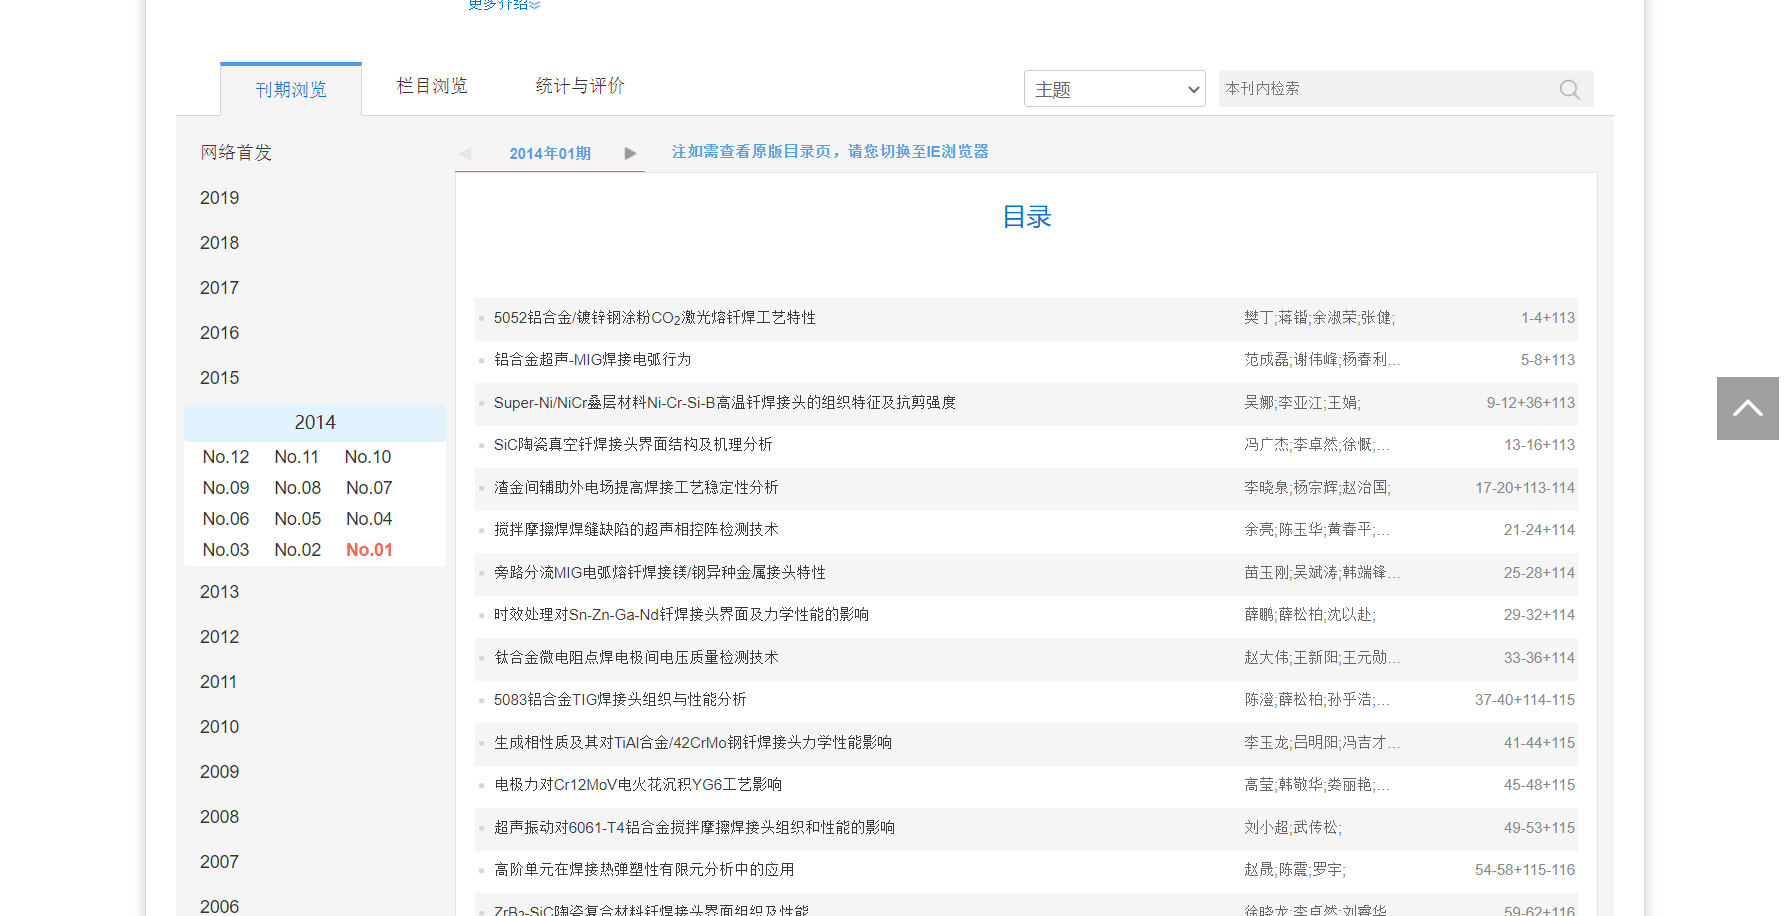 更多介绍
刊期浏览 栏目浏览 统计与评价 主题 本刊内检索
网络首发 2014年01期 注如需查看原版目录页，请您切换至IE浏览器
2019
目录
2018
2017
2016
5052铝合金/镀锌钢涂粉CO2激光熔钎焊工艺特性 樊丁;蒋锴;余淑荣;张健; 1-4+113
铝合金超声-MIG焊接电弧行为 范成磊;谢伟峰;杨春利... 5-8+113
2015
Super-Ni/NiCr叠层材料Ni-Cr-Si-B高温钎焊接头的组织特征及抗剪强度 吴娜;李亚江;王娟; 9-12+36+113
2014
SiC陶瓷真空钎焊接头界面结构及机理分析 冯广杰;李卓然;徐慨;... 13-16+113
No.12 No.11 No.10
渣金间辅助外电场提高焊接工艺稳定性分析 李晓泉;杨宗辉;赵治国; 17-20+113-114
No.09 No.08 No.07
搅拌摩擦焊焊缝缺陷的超声相控阵检测技术 余亮;陈玉华;黄春平;... 21-24+114
No.06 No.05 No.04
No.03 No.02 No.01
旁路分流MIG电弧熔钎焊接镁/钢异种金属接头特性 苗玉刚;吴斌涛;韩端锋... 25-28+114
2013
时效处理对Sn-Zn-Ga-Nd钎焊接头界面及力学性能的影响 薛鹏;薛松柏;沈以赴; 29-32+114
2012
钛合金微电阻点焊电极间电压质量检测技术 赵大伟;王新阳;王元勋... 33-36+114
2011
5083铝合金TIG焊接头组织与性能分析 陈澄;薛松柏;孙乎浩;... 37-40+114-115
2010
生成相性质及其对TiAl合金/42CrMo钢钎焊接头力学性能影响 李玉龙;吕明阳;冯吉才... 41-44+115
2009
电极力对Cr12MoV电火花沉积YG6工艺影响 高莹;韩敬华;娄丽艳;... 45-48+115
2008
超声振动对6061-T4铝合金搅拌摩擦焊接头组织和性能的影响 刘小超;武传松; 49-53+115
2007
高阶单元在焊接热弹塑性有限元分析中的应用 赵晟;陈震;罗宇; 54-58+115-116
2006
ZrB2-SiC陶瓷复合材料钎焊接头界面组织及性能 徐晓龙;李卓然;刘睿华... 59-62+116